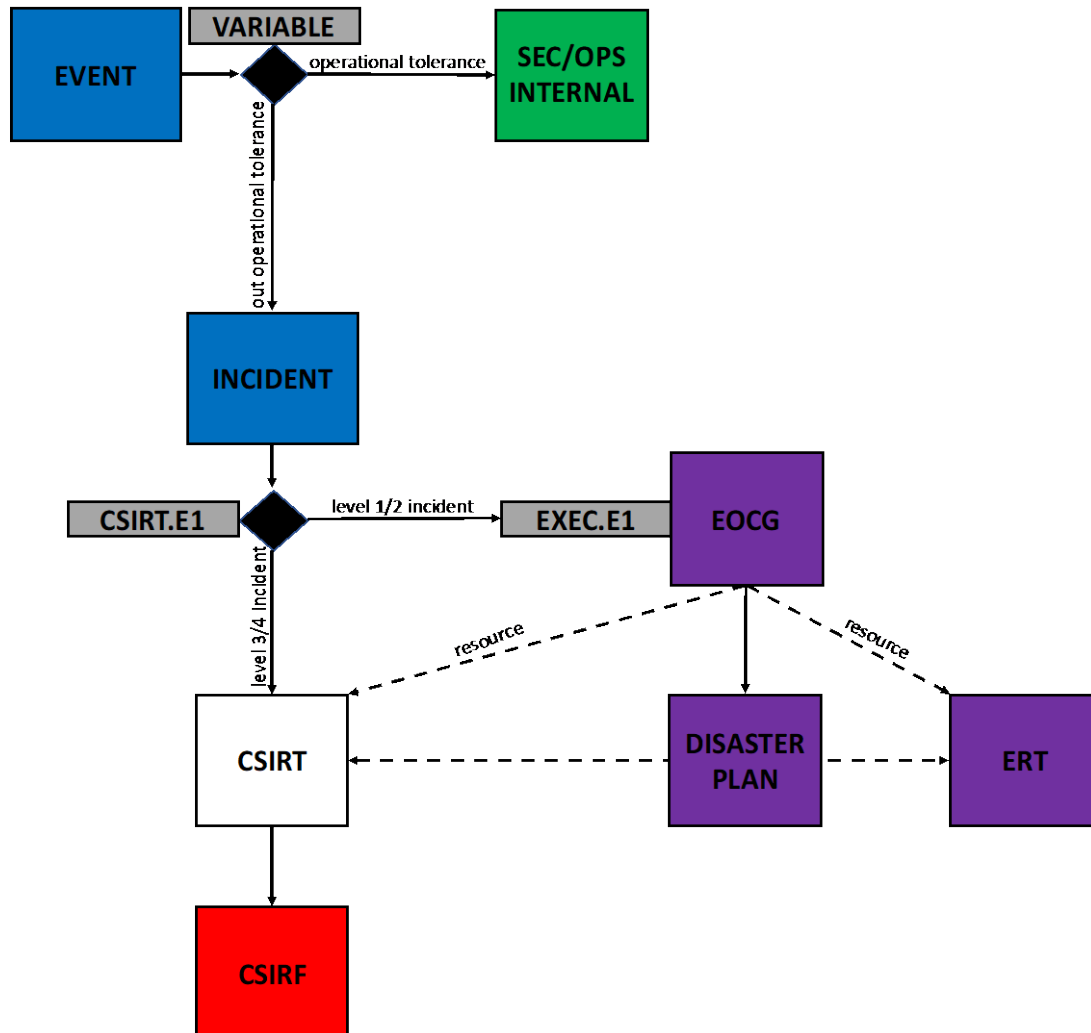 VARIABLE
EVENT
operational tolerance
SEC/OPS
INTERNAL
out operational tolerance
INCIDENT
CSIRT.E1
level 1/2 incident
EXEC.E1
EOCG
level 3/4 Incident
resource
resource
CSIRT
DISASTER
PLAN
ERT
CSIRF